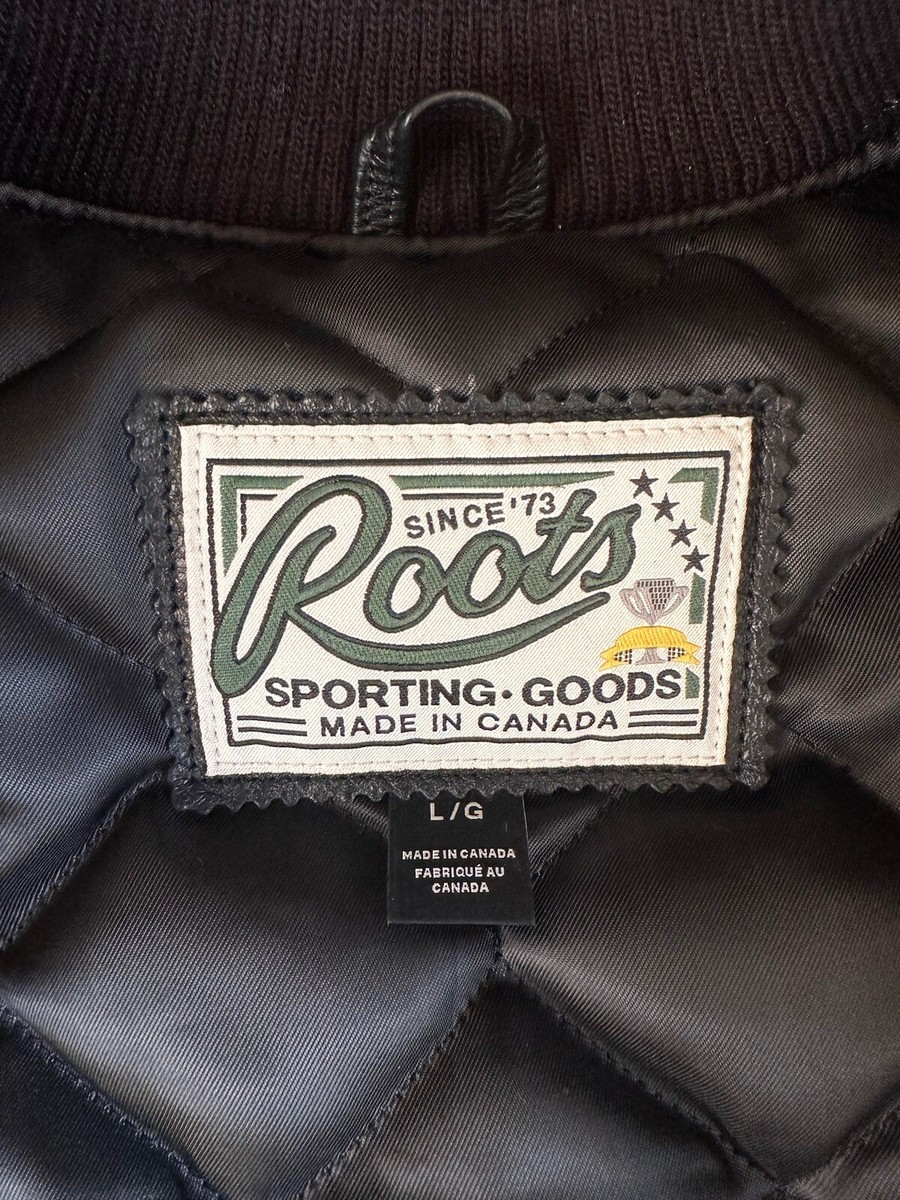 SINCE '73
Roots
SPORTING · GOODS
MADE IN CANADA
L/G
MADE IN CANADA
FABRIQUÉ AU
CANADA